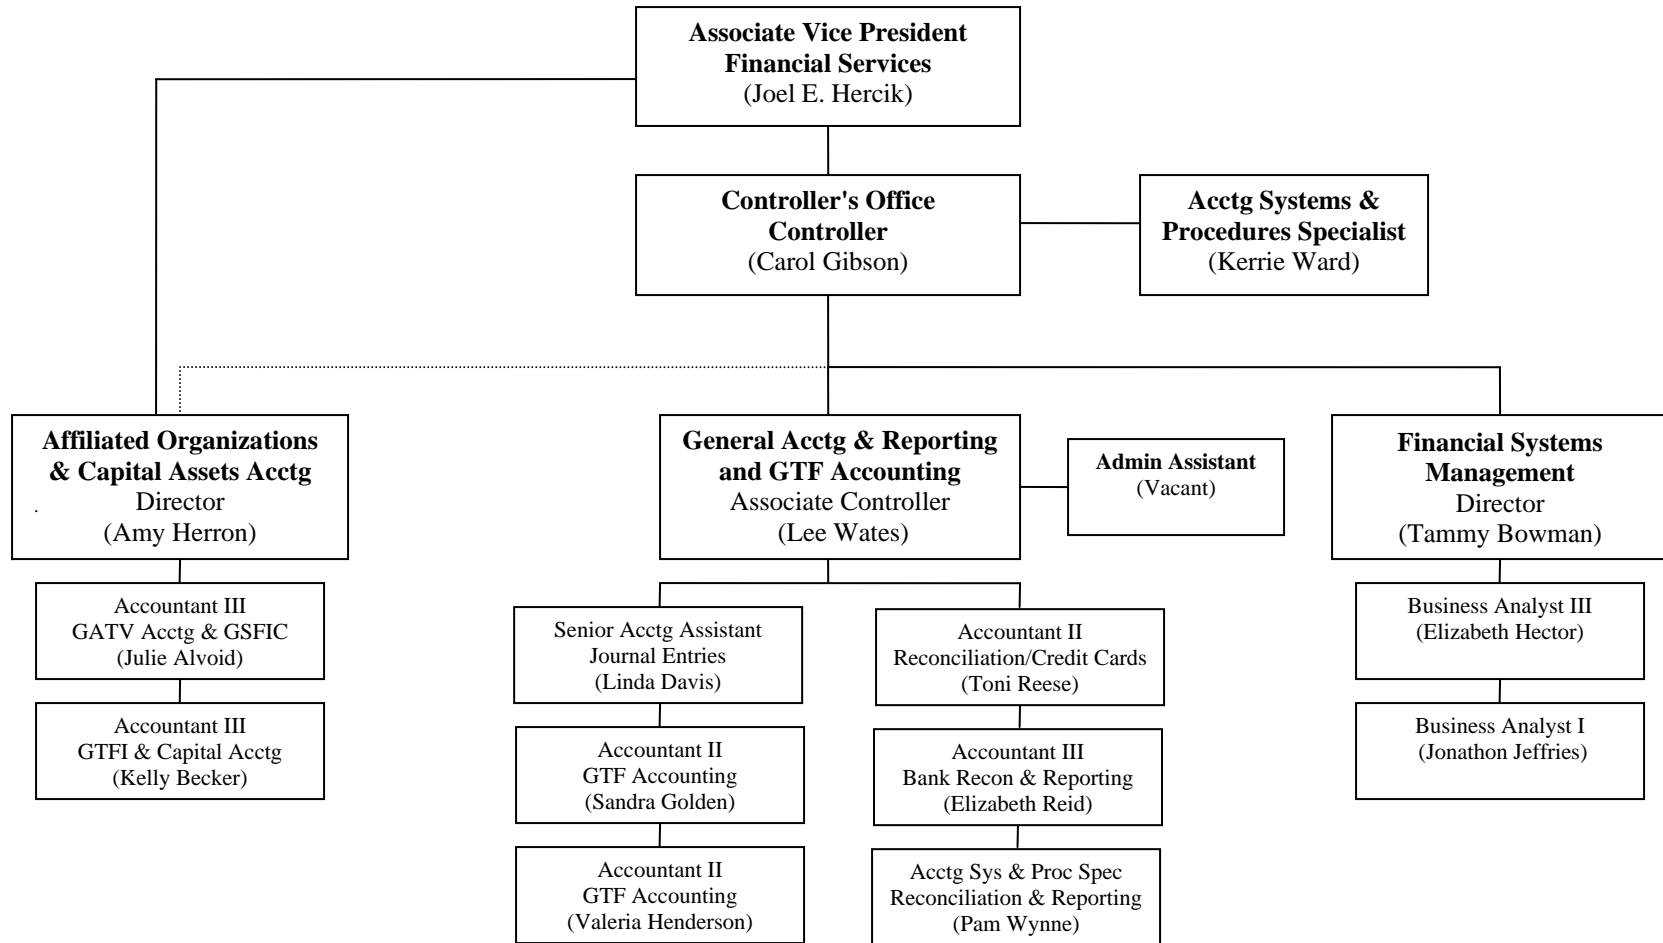 Associate Vice President
Financial Services
(Joel E. Hercik)
Controller's Office
Controller
(Carol Gibson)
Acctg Systems &
Procedures Specialist
(Kerrie Ward)
Affiliated Organizations
& Capital Assets Acctg
Director
(Amy Herron)
General Acctg & Reporting
and GTF Accounting
Associate Controller
(Lee Wates)
Admin Assistant
(Vacant)
Financial Systems
Management
Director
(Tammy Bowman)
Accountant III
GATV Acctg & GSFIC
(Julie Alvoid)
Accountant III
GTFI & Capital Acctg
(Kelly Becker)
Senior Acctg Assistant
Journal Entries
(Linda Davis)
Accountant II
GTF Accounting
(Sandra Golden)
Accountant II
GTF Accounting
(Valeria Henderson)
Accountant II
Reconciliation/Credit Cards
(Toni Reese)
Accountant III
Bank Recon & Reporting
(Elizabeth Reid)
Acctg Sys & Proc Spec
Reconciliation & Reporting
(Pam Wynne)
Business Analyst III
(Elizabeth Hector)
Business Analyst I
(Jonathon Jeffries)